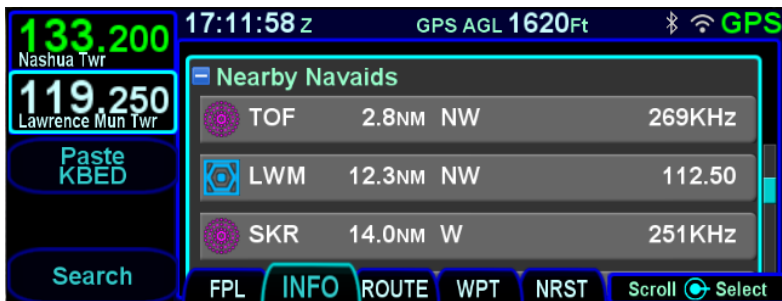 133.200
Nashua Twr
119.250
Lawrence Mun Twr
Paste
KBED
Search
17:11:58 Z GPS AGL 1620Ft GPS
Nearby Navaids
TOF 2.8NM NW 269KHz
LWM 12.3NM NW 112.50
SKR 14.0NM W 251KHz
FPL INFO ROUTE WPT NRST Scroll Select